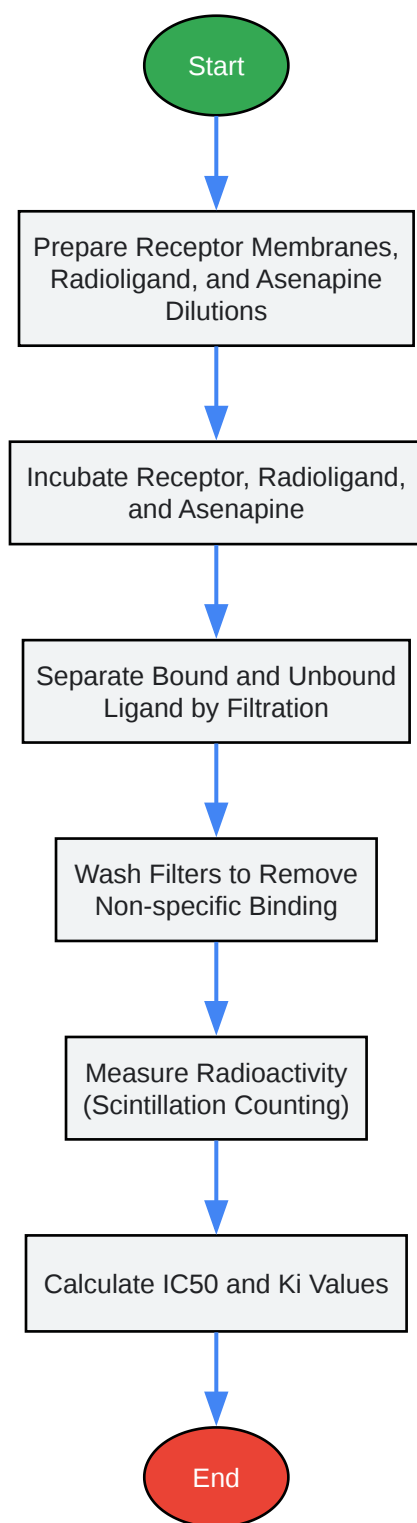 Start
Prepare Receptor Membranes,
Radioligand, and Asenapine
Dilutions
Incubate Receptor, Radioligand,
and Asenapine
Separate Bound and Unbound
Ligand by Filtration
Wash Filters to Remove
Non-specific Binding
Measure Radioactivity
(Scintillation Counting)
Calculate IC50 and Ki Values
End